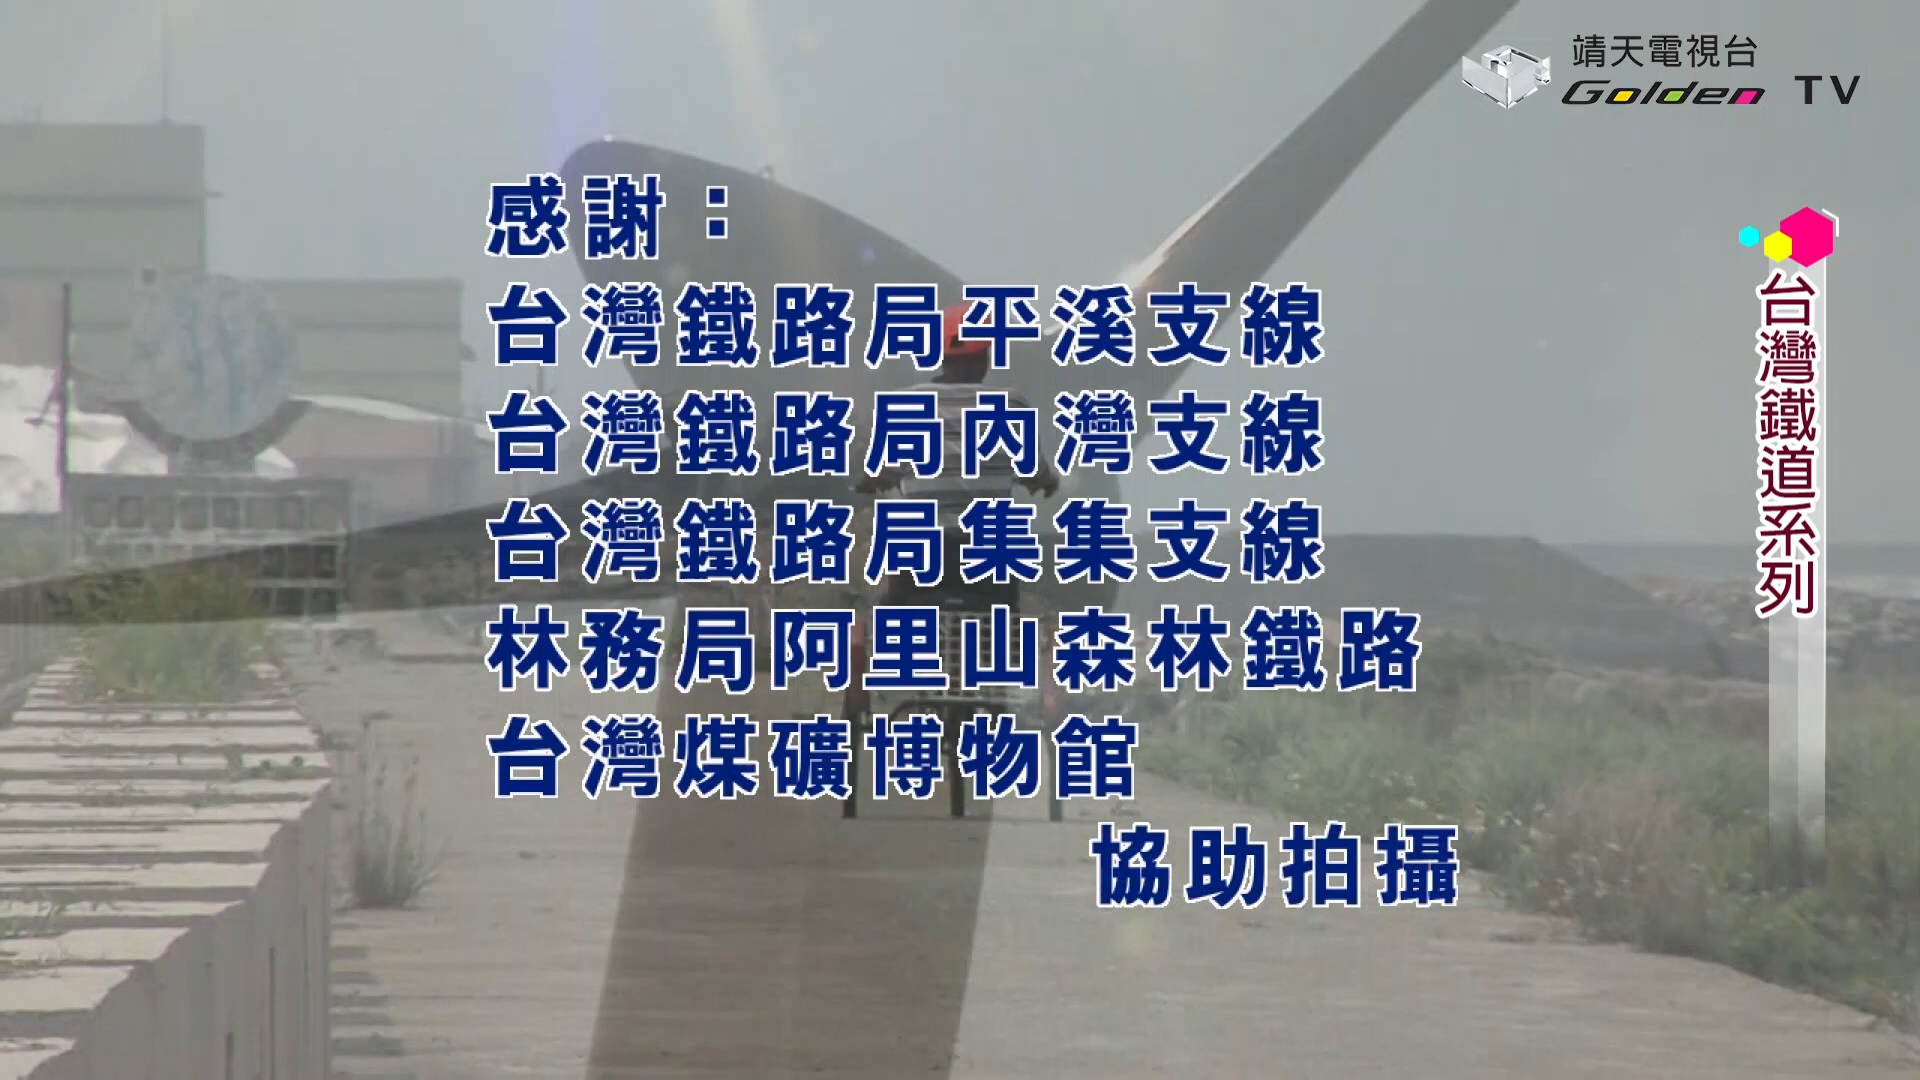 靖天電視台
Golden TV
感謝：
台灣鐵路局平溪支線
台灣鐵路局內灣支線
台灣鐵路局集集支線
林務局阿里山森林鐵路
台灣煤礦博物館
協助拍攝
台灣鐵道系列